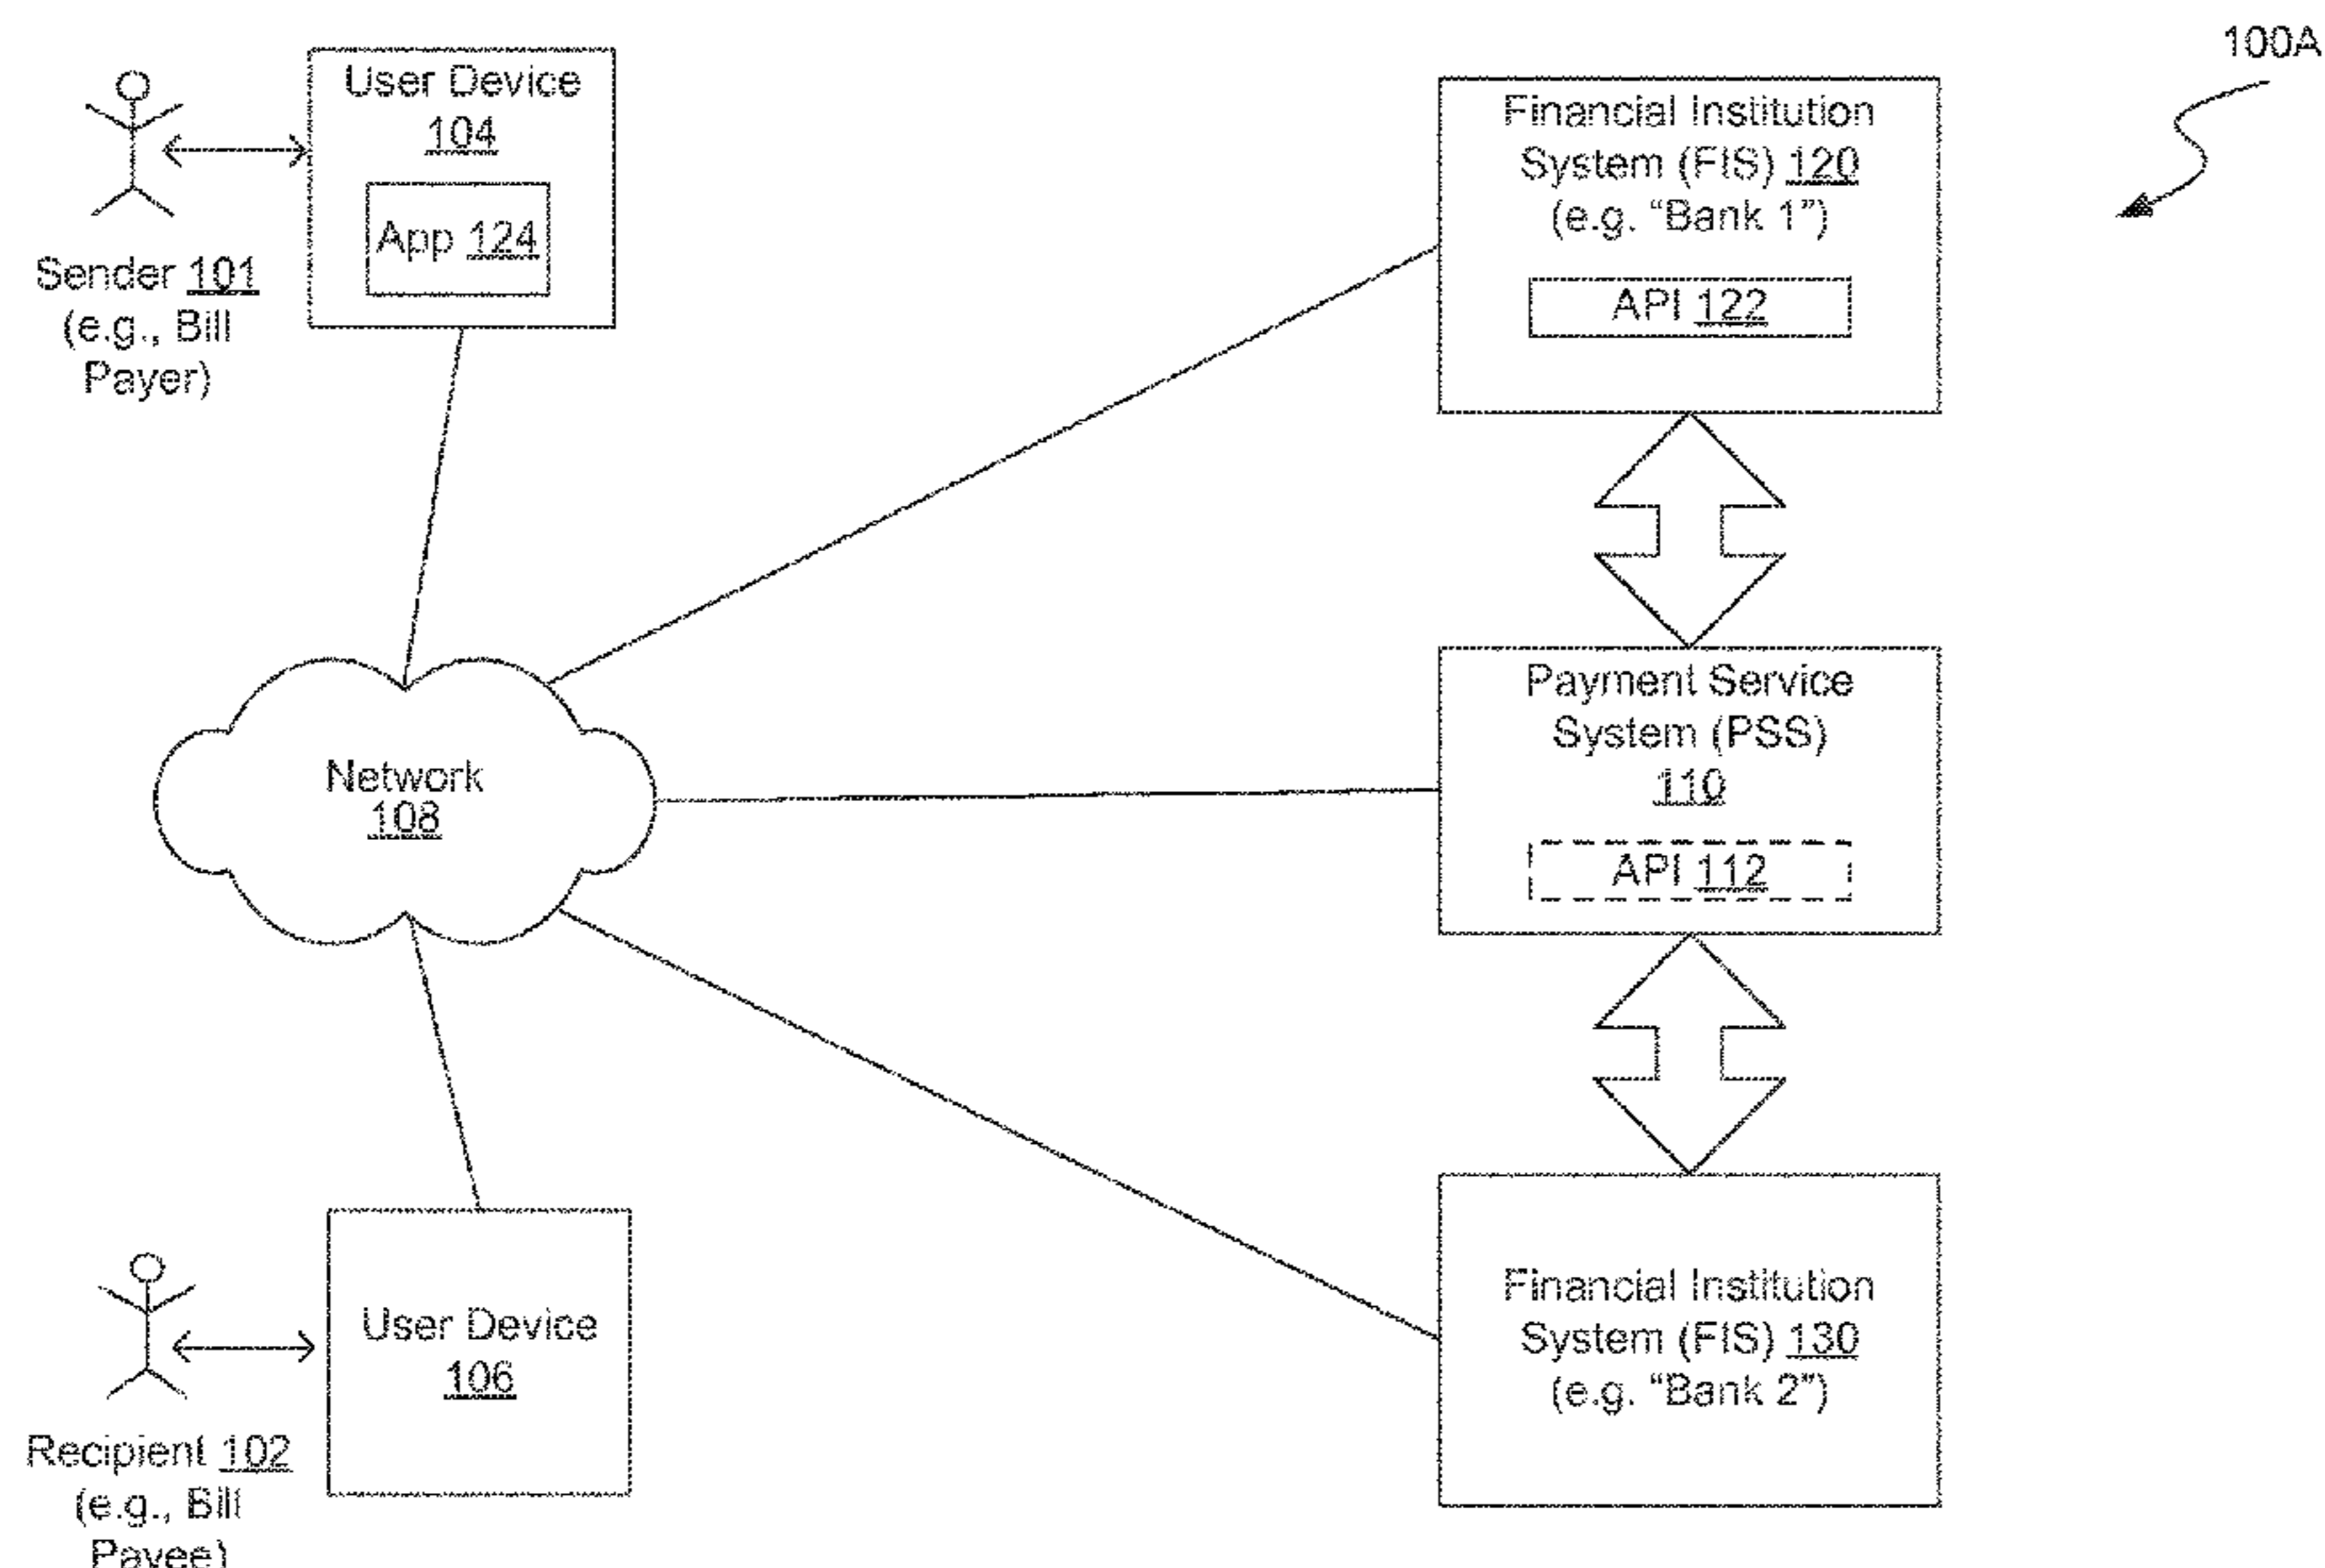 100A
User Device
104
App 124
Sender 101
(e.g., Bill
Payer)
Financial Institution
System (FIS) 120
(e.g. “Bank 1”)
API 122
Network
108
Payment Service
System (PSS)
110
API 112
User Device
106
Recipient 102
(e.g., Bill
Payee)
Financial Institution
System (FIS) 130
(e.g. “Bank 2”)